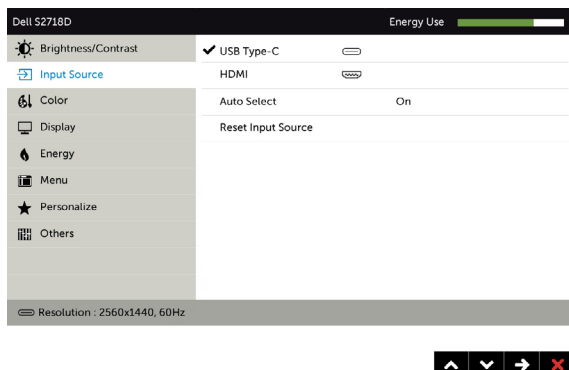 Dell S2718D Energy Use
Brightness/Contrast
Input Source
Color
Display
Energy
Menu
Personalize
Others
USB Type-C
HDMI
Auto Select On
Reset Input Source
Resolution : 2560x1440, 60Hz